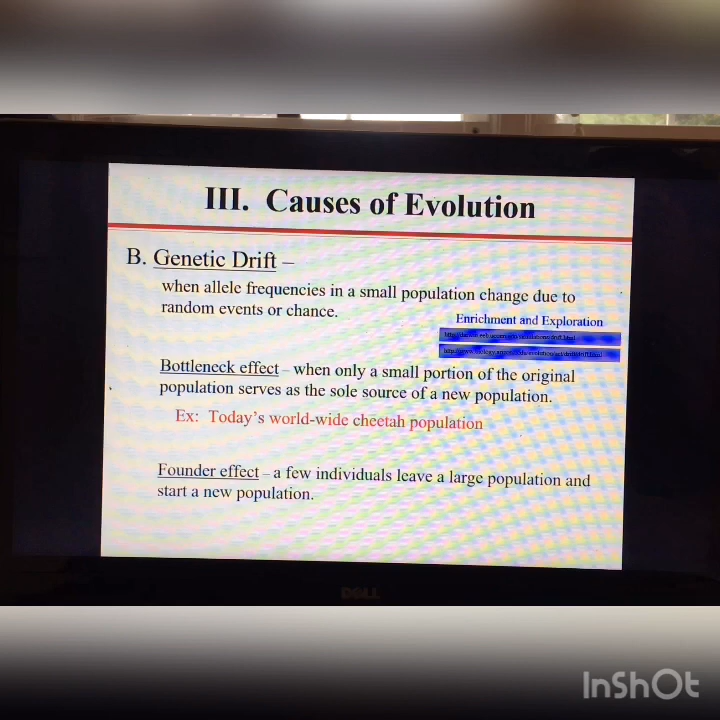 III. Causes of Evolution
B. Genetic Drift –
when allele frequencies in a small population change due to
random events or chance.
Enrichment and Exploration
Bottleneck effect – when only a small portion of the original
population serves as the sole source of a new population.
Ex: Today's world-wide cheetah population
Founder effect – a few individuals leave a large population and
start a new population.
DELL
InShOt